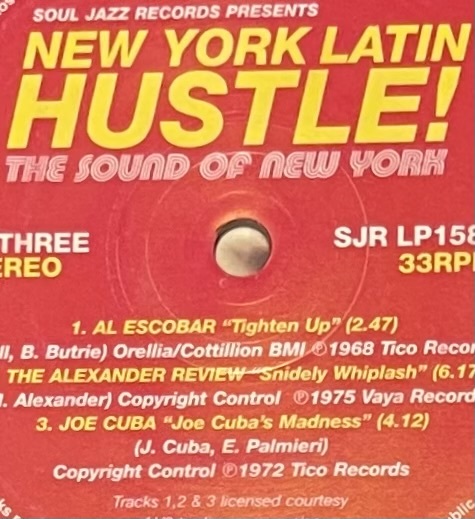 SOUL JAZZ RECORDS PRESENTS
NEW YORK LATIN
HUSTLE!
THE SOUND OF NEW YORK
THREE
EREO
SJR LP158
33RP
1. AL ESCOBAR “Tighten Up” (2.47)
ll, B. Butrie) Orellia/Cottillion BMI ℗1968 Tico Recor
THE ALEXANDER REVIEW “Snidely Whiplash” (6.17
. Alexander) Copyright Control ℗1975 Vaya Record
3. JOE CUBA “Joe Cuba’s Madness” (4.12)
(J. Cuba, E. Palmieri)
Copyright Control ℗1972 Tico Records
Tracks 1,2 & 3 licensed courtesy